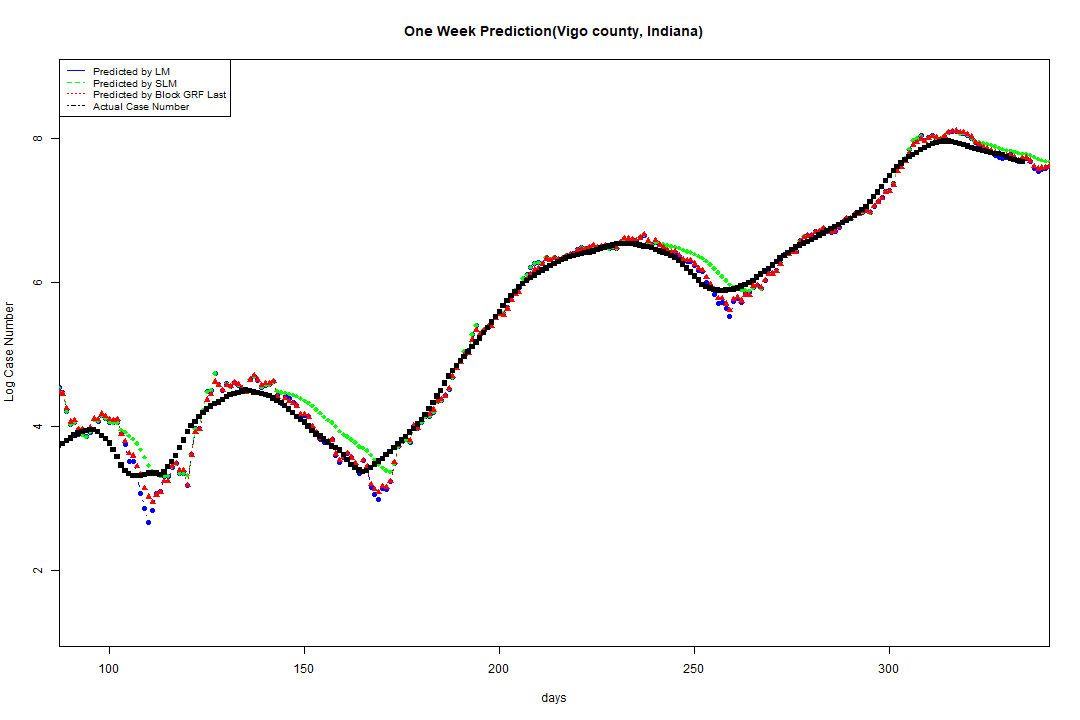 One Week Prediction(Vigo county, Indiana)
Predicted by LM
Predicted by SLM
Predicted by Block GRF Last
Actual Case Number
8
6
4
2
Log Case Number
100 150 200 250 300
days